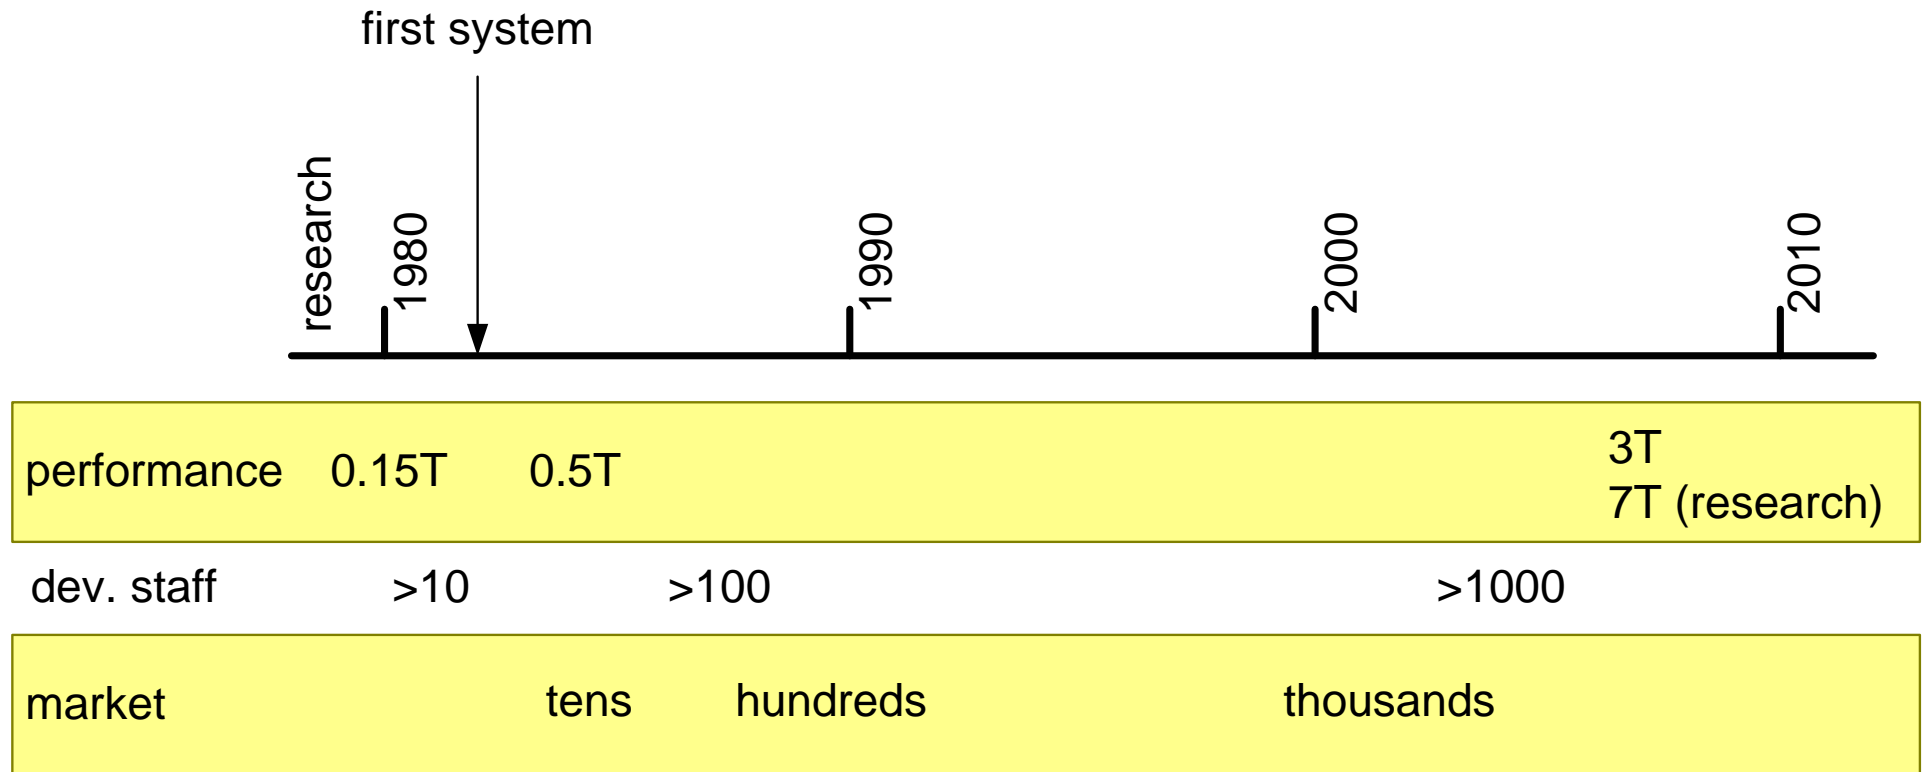 first system
research
1980
1990
2000
2010
performance 0.15T 0.5T
3T
7T (research)
dev. staff >10 >100 >1000
market tens hundreds thousands